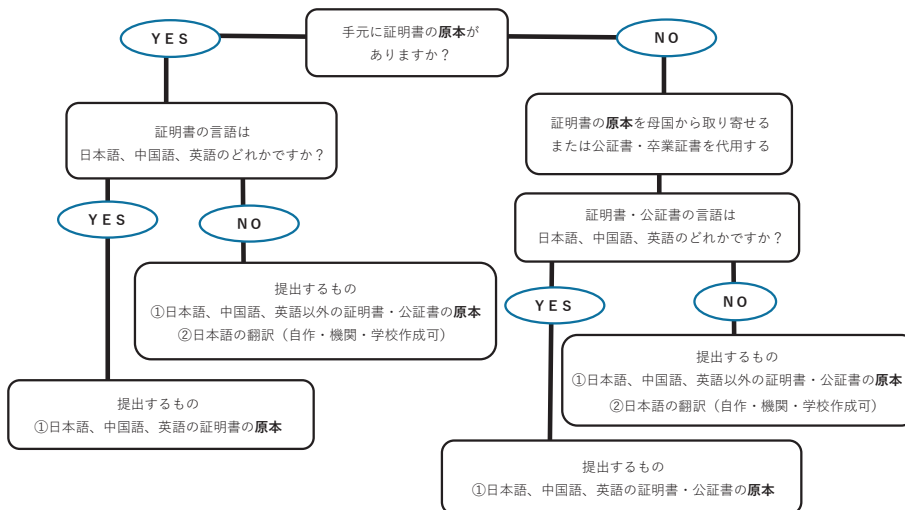 手元に証明書の原本が
ありますか？
YES
NO
証明書の言語は
日本語、中国語、英語のどれかですか？
証明書の原本を母国から取り寄せる
または公証書・卒業証書を代用する
YES
NO
証明書・公証書の言語は
日本語、中国語、英語のどれかですか？
提出するもの
①日本語、中国語、英語以外の証明書・公証書の原本
②日本語の翻訳（自作・機関・学校作成可）
YES
NO
提出するもの
①日本語、中国語、英語以外の証明書・公証書の原本
②日本語の翻訳（自作・機関・学校作成可）
提出するもの
①日本語、中国語、英語の証明書の原本
提出するもの
①日本語、中国語、英語の証明書・公証書の原本